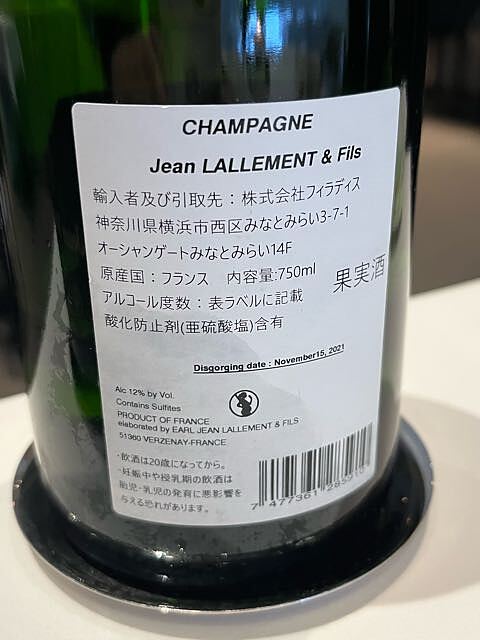 CHAMPAGNE
Jean LALLEMENT & Fils
輸入者及び引取先：株式会社フィラディス
神奈川県横浜市西区みなとみらい3-7-1
オーシャンゲートみなとみらい14F
原産国：フランス　内容量:750ml
果実酒
アルコール度数：表ラベルに記載
酸化防止剤(亜硫酸塩)含有
Disgorging date : November15, 2021
Alc 12% by Vol.
Contains Sulfites
PRODUCT OF FRANCE
elaborated by EARL JEAN LALLEMENT & FILS
51360 VERZENAY-FRANCE
・飲酒は20歳になってから。
・妊娠中や授乳期の飲酒は
胎児・乳児の発育に悪影響を
与える恐れがあります。